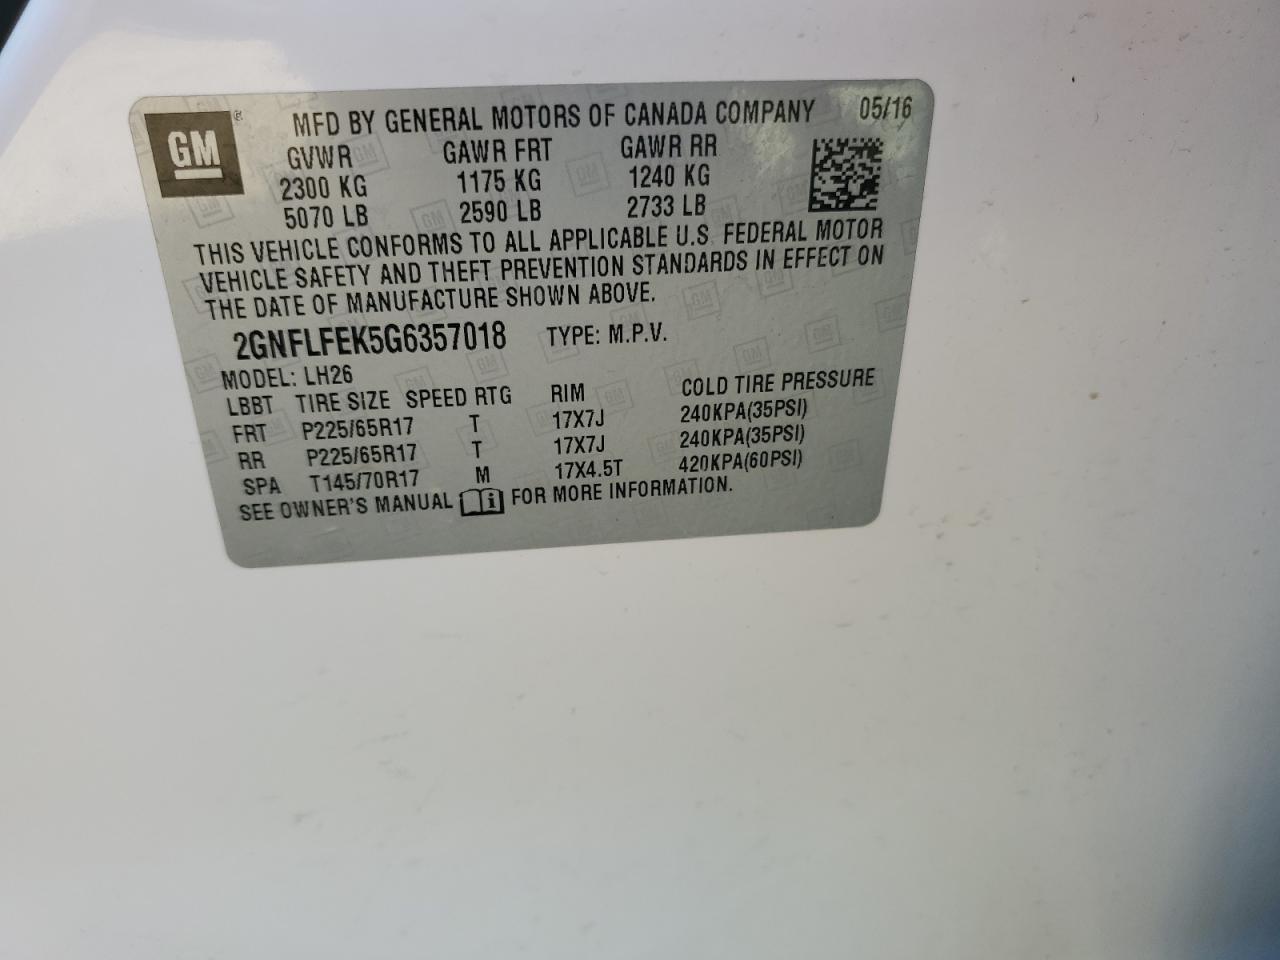 GM ® MFD BY GENERAL MOTORS OF CANADA COMPANY 05/16
GVWR GAWR FRT GAWR RR
2300 KG 1175 KG 1240 KG
5070 LB 2590 LB 2733 LB
THIS VEHICLE CONFORMS TO ALL APPLICABLE U.S. FEDERAL MOTOR
VEHICLE SAFETY AND THEFT PREVENTION STANDARDS IN EFFECT ON
THE DATE OF MANUFACTURE SHOWN ABOVE.
2GNFLFEK5G6357018 TYPE: M.P.V.
MODEL: LH26
LBBT TIRE SIZE SPEED RTG RIM COLD TIRE PRESSURE
FRT P225/65R17 T 17X7J 240KPA(35PSI)
RR P225/65R17 T 17X7J 240KPA(35PSI)
SPA T145/70R17 M 17X4.5T 420KPA(60PSI)
SEE OWNER'S MANUAL i FOR MORE INFORMATION.